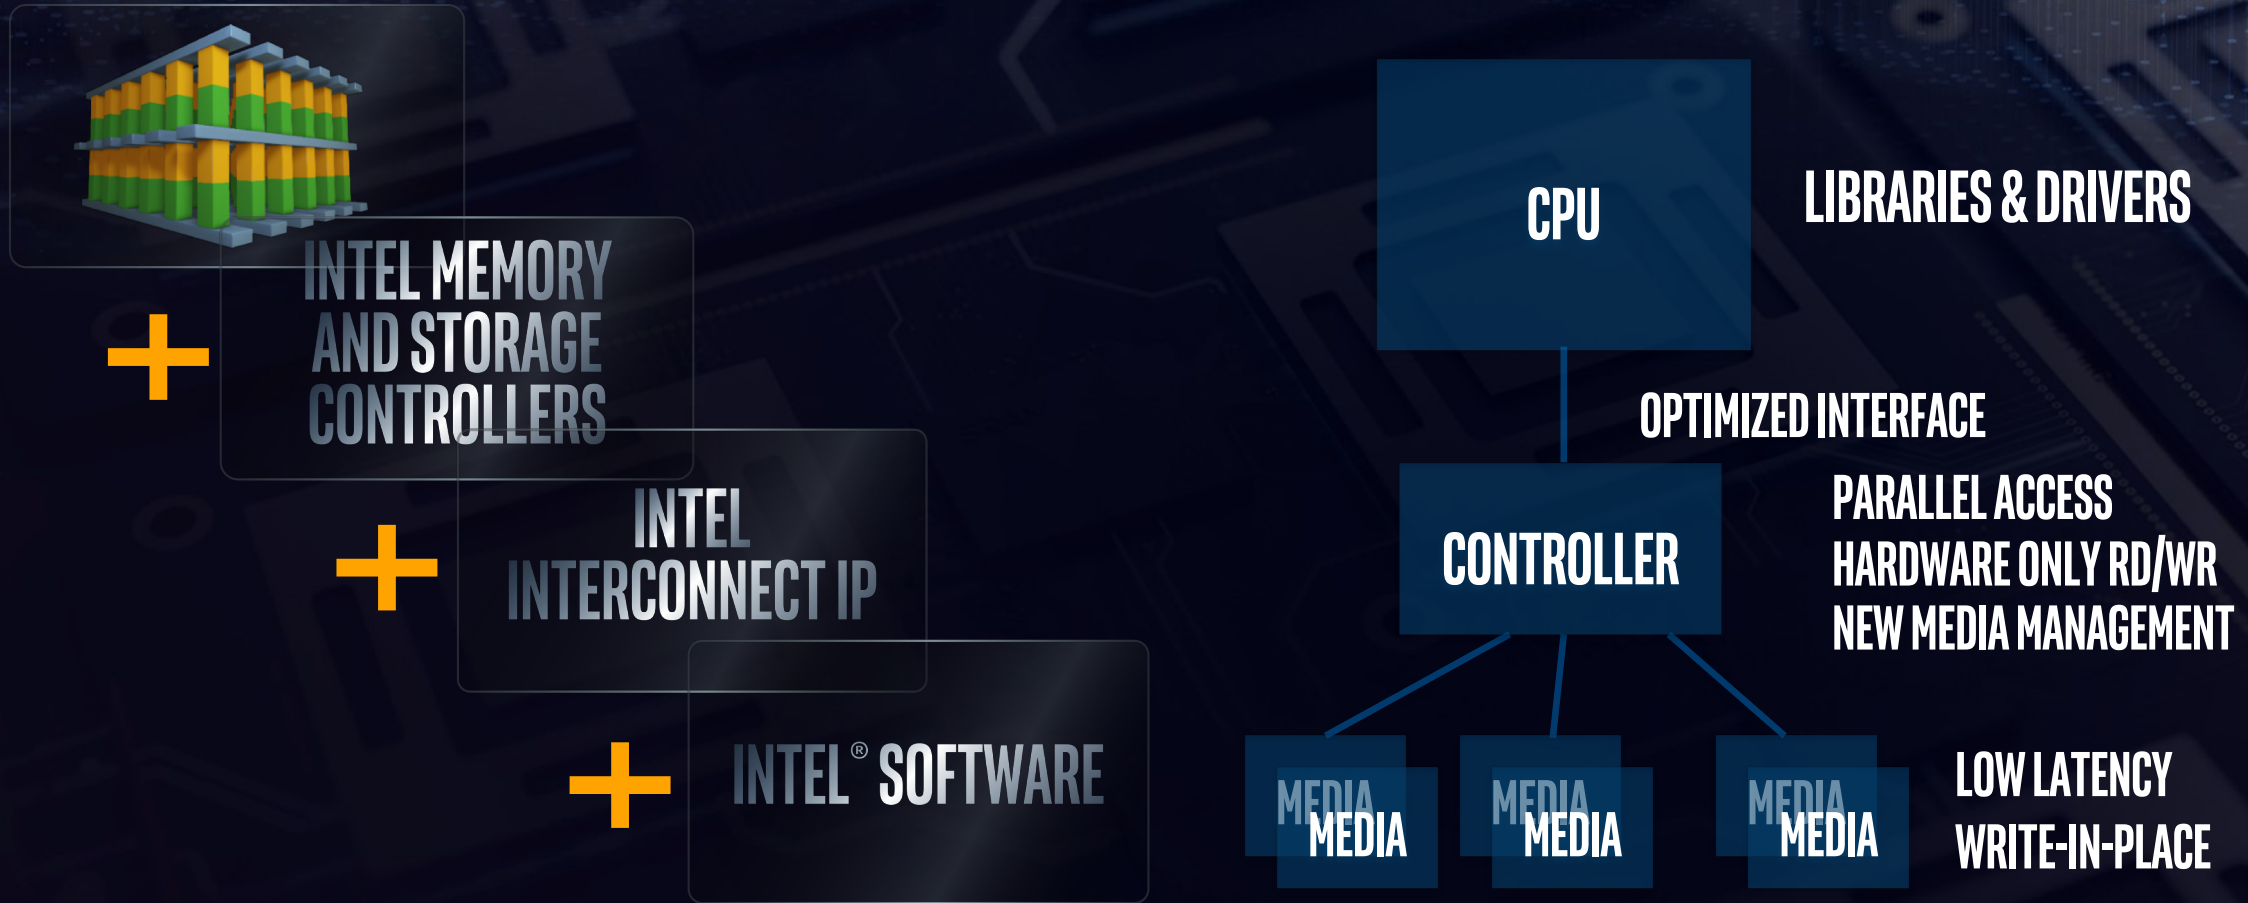 INTEL MEMORY
AND STORAGE
CONTROLLERS
INTEL
INTERCONNECT IP
INTEL® SOFTWARE
CPU
LIBRARIES & DRIVERS
OPTIMIZED INTERFACE
CONTROLLER
PARALLEL ACCESS
HARDWARE ONLY RD/WR
NEW MEDIA MANAGEMENT
MEDIA
MEDIA
MEDIA
MEDIA
MEDIA
MEDIA
LOW LATENCY
WRITE-IN-PLACE